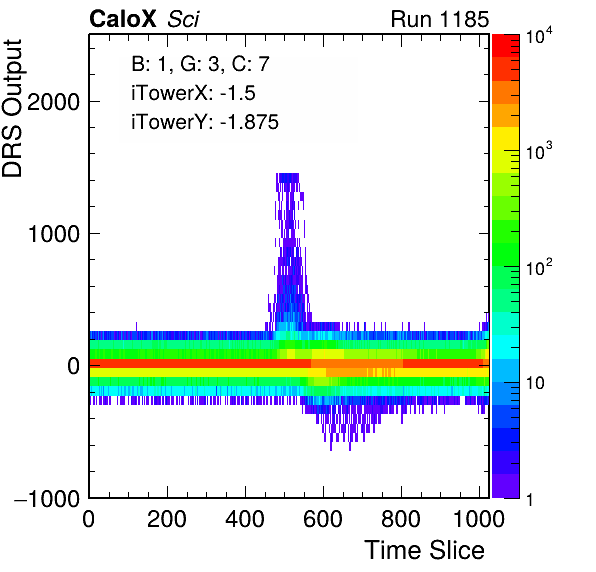 CaloX Sci Run 1185
10^4
B: 1, G: 3, C: 7
iTowerX: -1.5
iTowerY: -1.875
DRS Output
2000
1000
0
−1000
10^3
10^2
10
1
0 200 400 600 800 1000
Time Slice